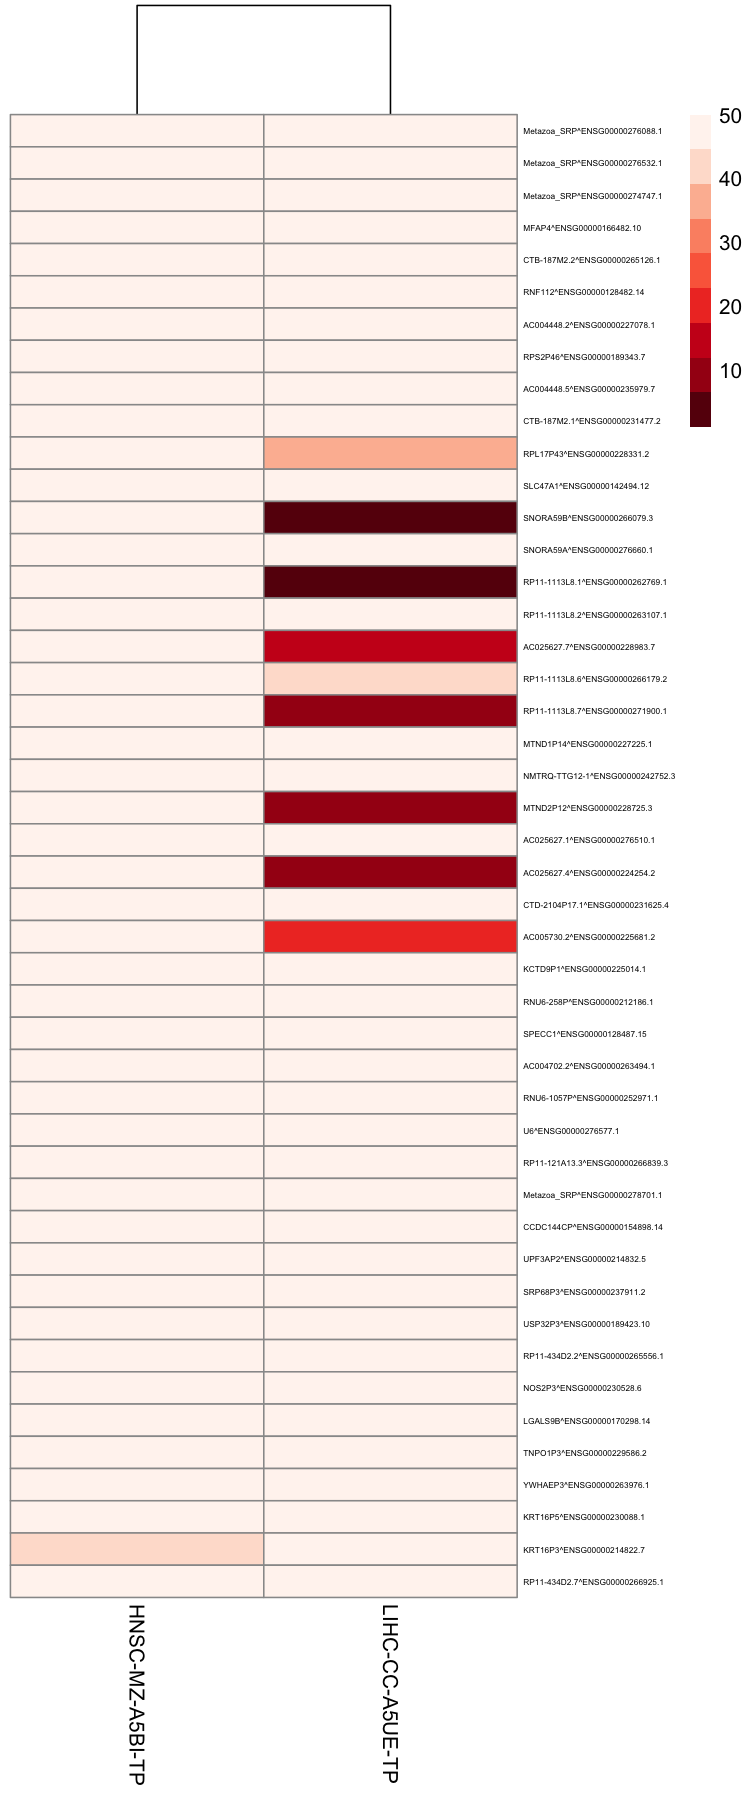 Metazoa_SRP^ENSG00000276088.1
Metazoa_SRP^ENSG00000276532.1
Metazoa_SRP^ENSG00000274747.1
MFAP4^ENSG00000166482.10
CTB-187M2.2^ENSG00000265126.1
RNF112^ENSG00000128482.14
AC004448.2^ENSG00000227078.1
RPS2P46^ENSG00000189343.7
AC004448.5^ENSG00000235979.7
CTB-187M2.1^ENSG00000231477.2
RPL17P43^ENSG00000228331.2
SLC47A1^ENSG00000142494.12
SNORA59B^ENSG00000266079.3
SNORA59A^ENSG00000276660.1
RP11-1113L8.1^ENSG00000262769.1
RP11-1113L8.2^ENSG00000263107.1
AC025627.7^ENSG00000228983.7
RP11-1113L8.6^ENSG00000266179.2
RP11-1113L8.7^ENSG00000271900.1
MTND1P14^ENSG00000227225.1
NMTRQ-TTG12-1^ENSG00000242752.3
MTND2P12^ENSG00000228725.3
AC025627.1^ENSG00000276510.1
AC025627.4^ENSG00000224254.2
CTD-2104P17.1^ENSG00000231625.4
AC005730.2^ENSG00000225681.2
KCTD9P1^ENSG00000225014.1
RNU6-258P^ENSG00000212186.1
SPECC1^ENSG00000128487.15
AC004702.2^ENSG00000263494.1
RNU6-1057P^ENSG00000252971.1
U6^ENSG00000276577.1
RP11-121A13.3^ENSG00000266839.3
Metazoa_SRP^ENSG00000278701.1
CCDC144CP^ENSG00000154898.14
UPF3AP2^ENSG00000214832.5
SRP68P3^ENSG00000237911.2
USP32P3^ENSG00000189423.10
RP11-434D2.2^ENSG00000265556.1
NOS2P3^ENSG00000230528.6
LGALS9B^ENSG00000170298.14
TNPO1P3^ENSG00000229586.2
YWHAEP3^ENSG00000263976.1
KRT16P5^ENSG00000230088.1
KRT16P3^ENSG00000214822.7
RP11-434D2.7^ENSG00000266925.1
50
40
30
20
10
HNSC-MZ-A5BI-TP
LIHC-CC-A5UE-TP